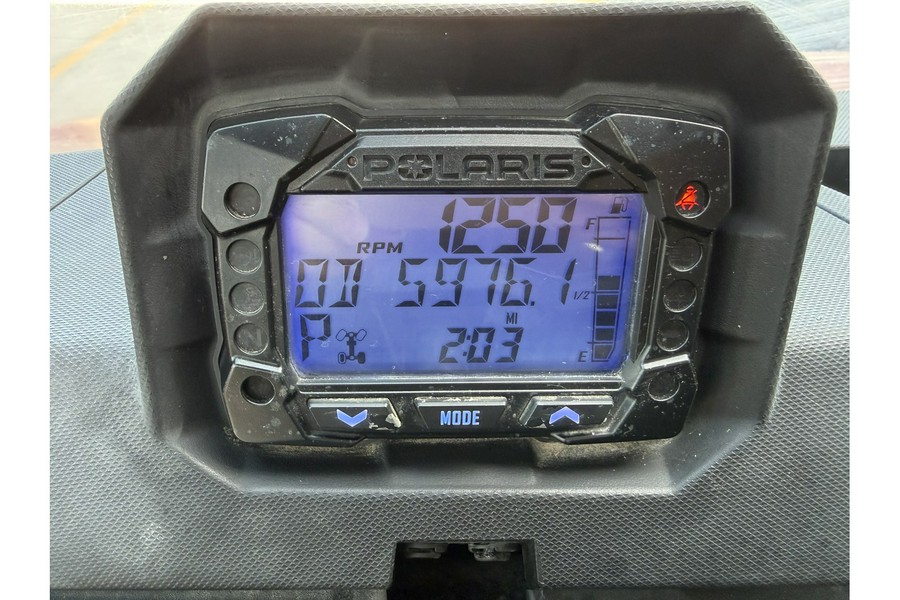 POLARIS
1250
RPM
F
OD 5976.1
1/2
MI
P 2:03
E
MODE